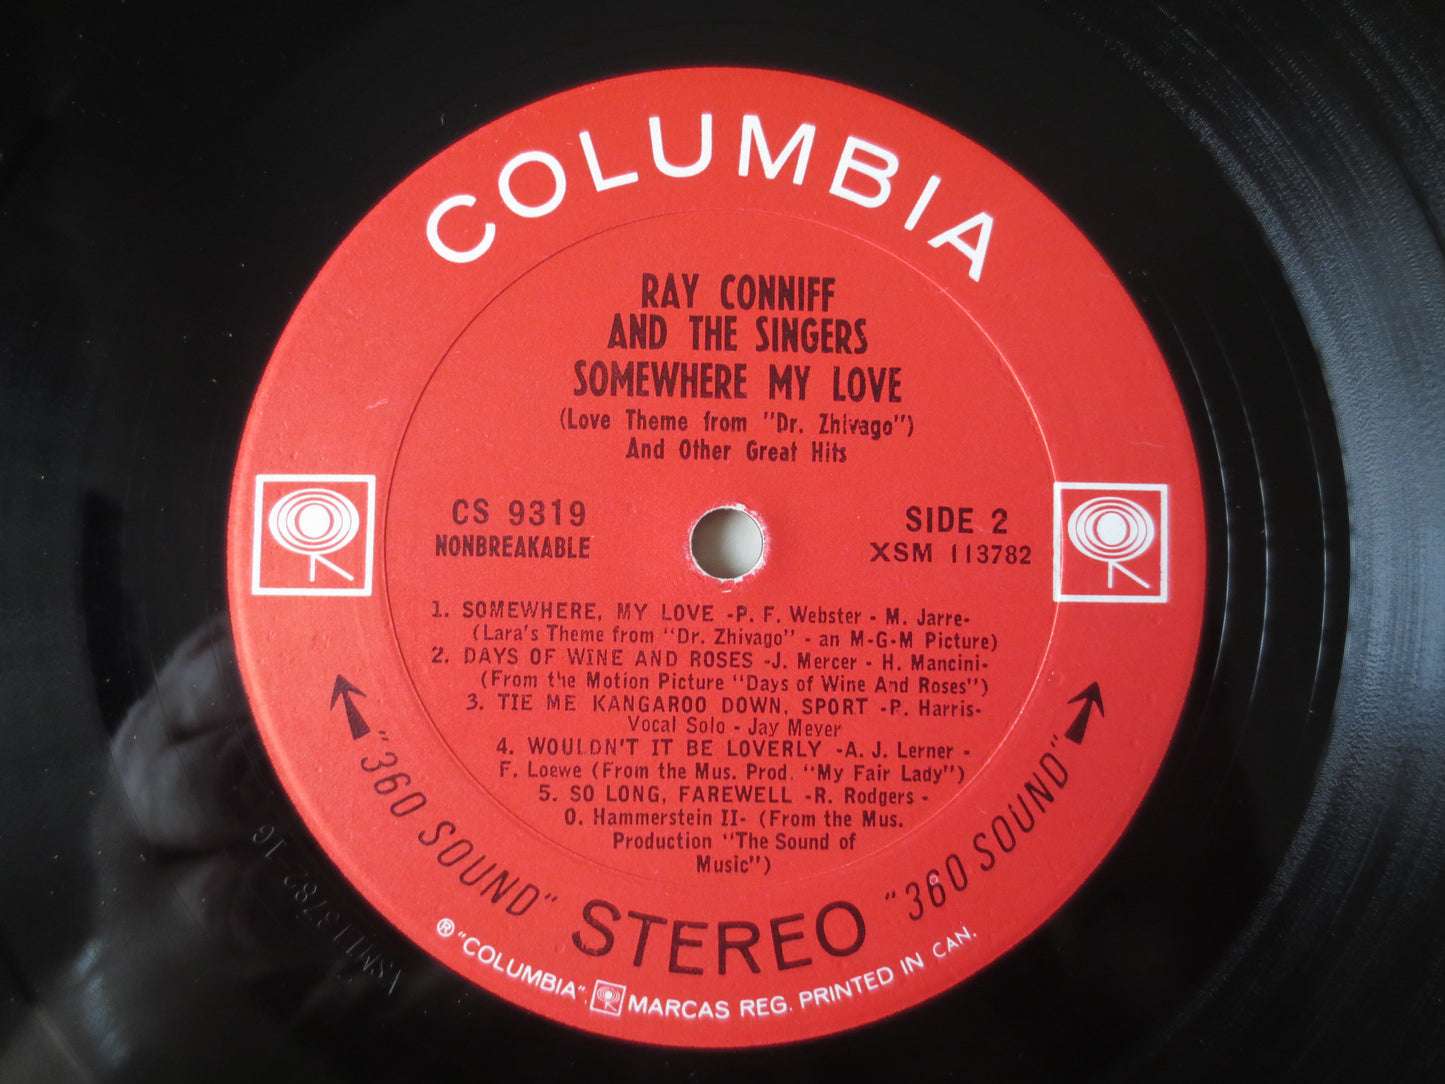 COLUMBIA
RAY CONNIFF
AND THE SINGERS
SOMEWHERE MY LOVE
(Love Theme from "Dr. Zhivago")
And Other Great Hits
CS 9319
NONBREAKABLE
SIDE 2
XSM 113782
1. SOMEWHERE, MY LOVE -P. F. Webster - M. Jarre-
(Lara's Theme from "Dr. Zhivago" - an M-G-M Picture)
2. DAYS OF WINE AND ROSES -J. Mercer - H. Mancini-
(From the Motion Picture "Days of Wine And Roses")
3. TIE ME KANGAROO DOWN, SPORT -R. Harris-
Vocal Solo - Jay Meyer
4. WOULDN'T IT BE LOVERLY -A. J. Lerner -
F. Loewe (From the Mus. Prod. "My Fair Lady")
5. SO LONG, FAREWELL -R. Rodgers -
O. Hammerstein II- (From the Mus.
Production "The Sound of
Music")
"360 SOUND" STEREO "360 SOUND"
® "COLUMBIA", MARCAS REG. PRINTED IN CAN.